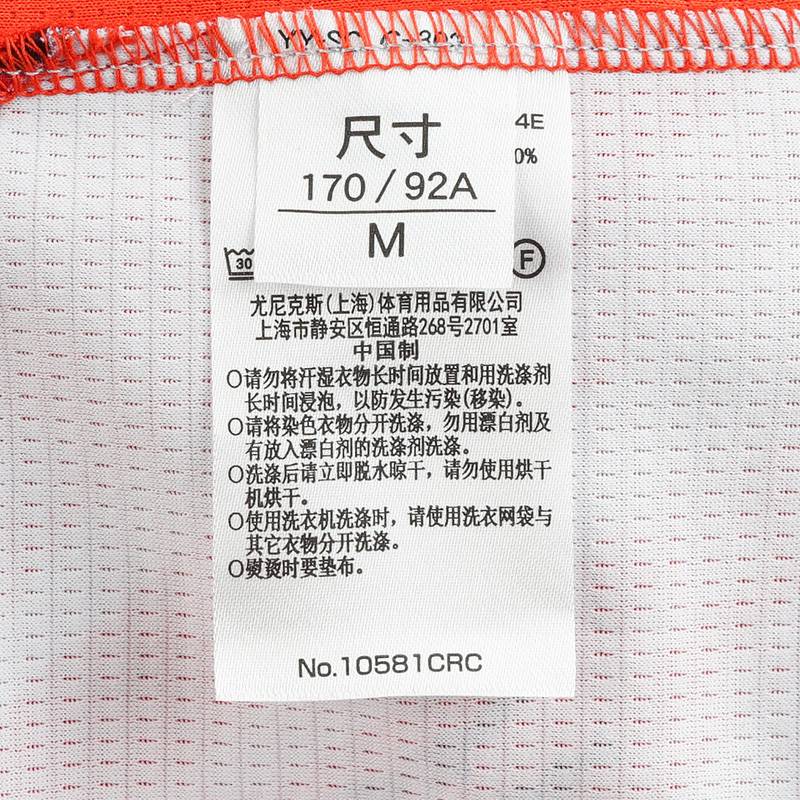 尺寸
170/92A
M
4E
0%
30
F
尤尼克斯(上海)体育用品有限公司
上海市静安区恒通路268号2701室
中国制
○请勿将汗湿衣物长时间放置和用洗涤剂
长时间浸泡，以防发生污染(移染)。
○请将染色衣物分开洗涤，勿用漂白剂及
有放入漂白剂的洗涤剂洗涤。
○洗涤后请立即脱水晾干，请勿使用烘干
机烘干。
○使用洗衣机洗涤时，请使用洗衣网袋与
其它衣物分开洗涤。
○熨烫时要垫布。
No.10581CRC